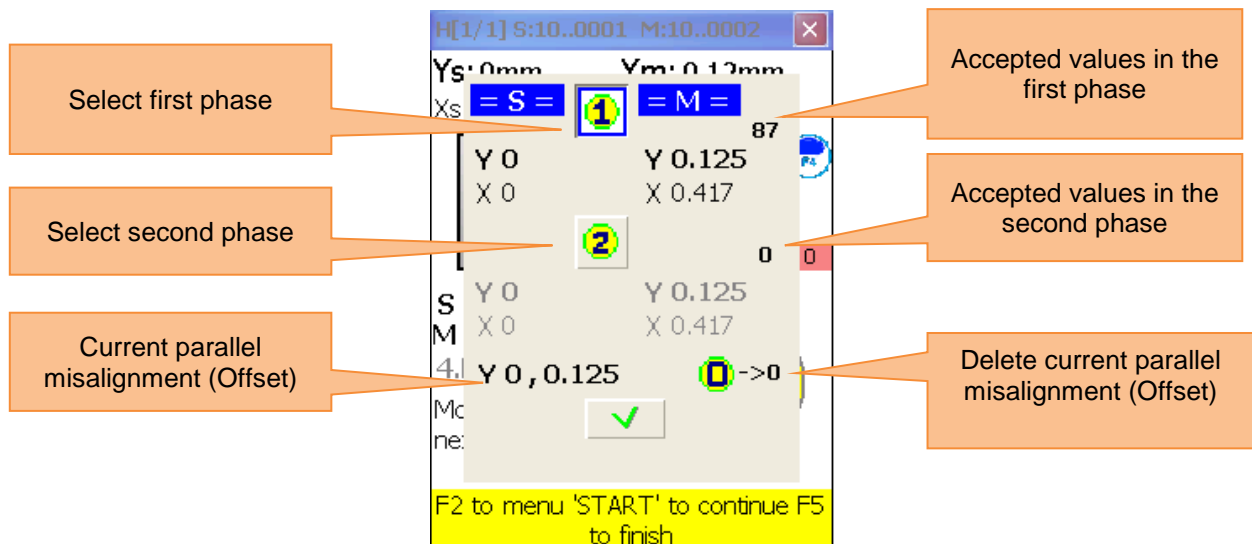 H[1/1] S:10..0001 M:10..0002
Select first phase
Accepted values in the
first phase
Ys: 0mm Ym: 0.12mm
Xs
= S = 1 = M =
87
Y 0 Y 0.125
X 0 X 0.417
F4
Select second phase
Accepted values in the
second phase
2
0 0
Y 0 Y 0.125
X 0 X 0.417
S
M
Current parallel
misalignment (Offset)
Delete current parallel
misalignment (Offset)
4.
Y 0 , 0.125 0 ->0
F2 to menu 'START' to continue F5
to finish